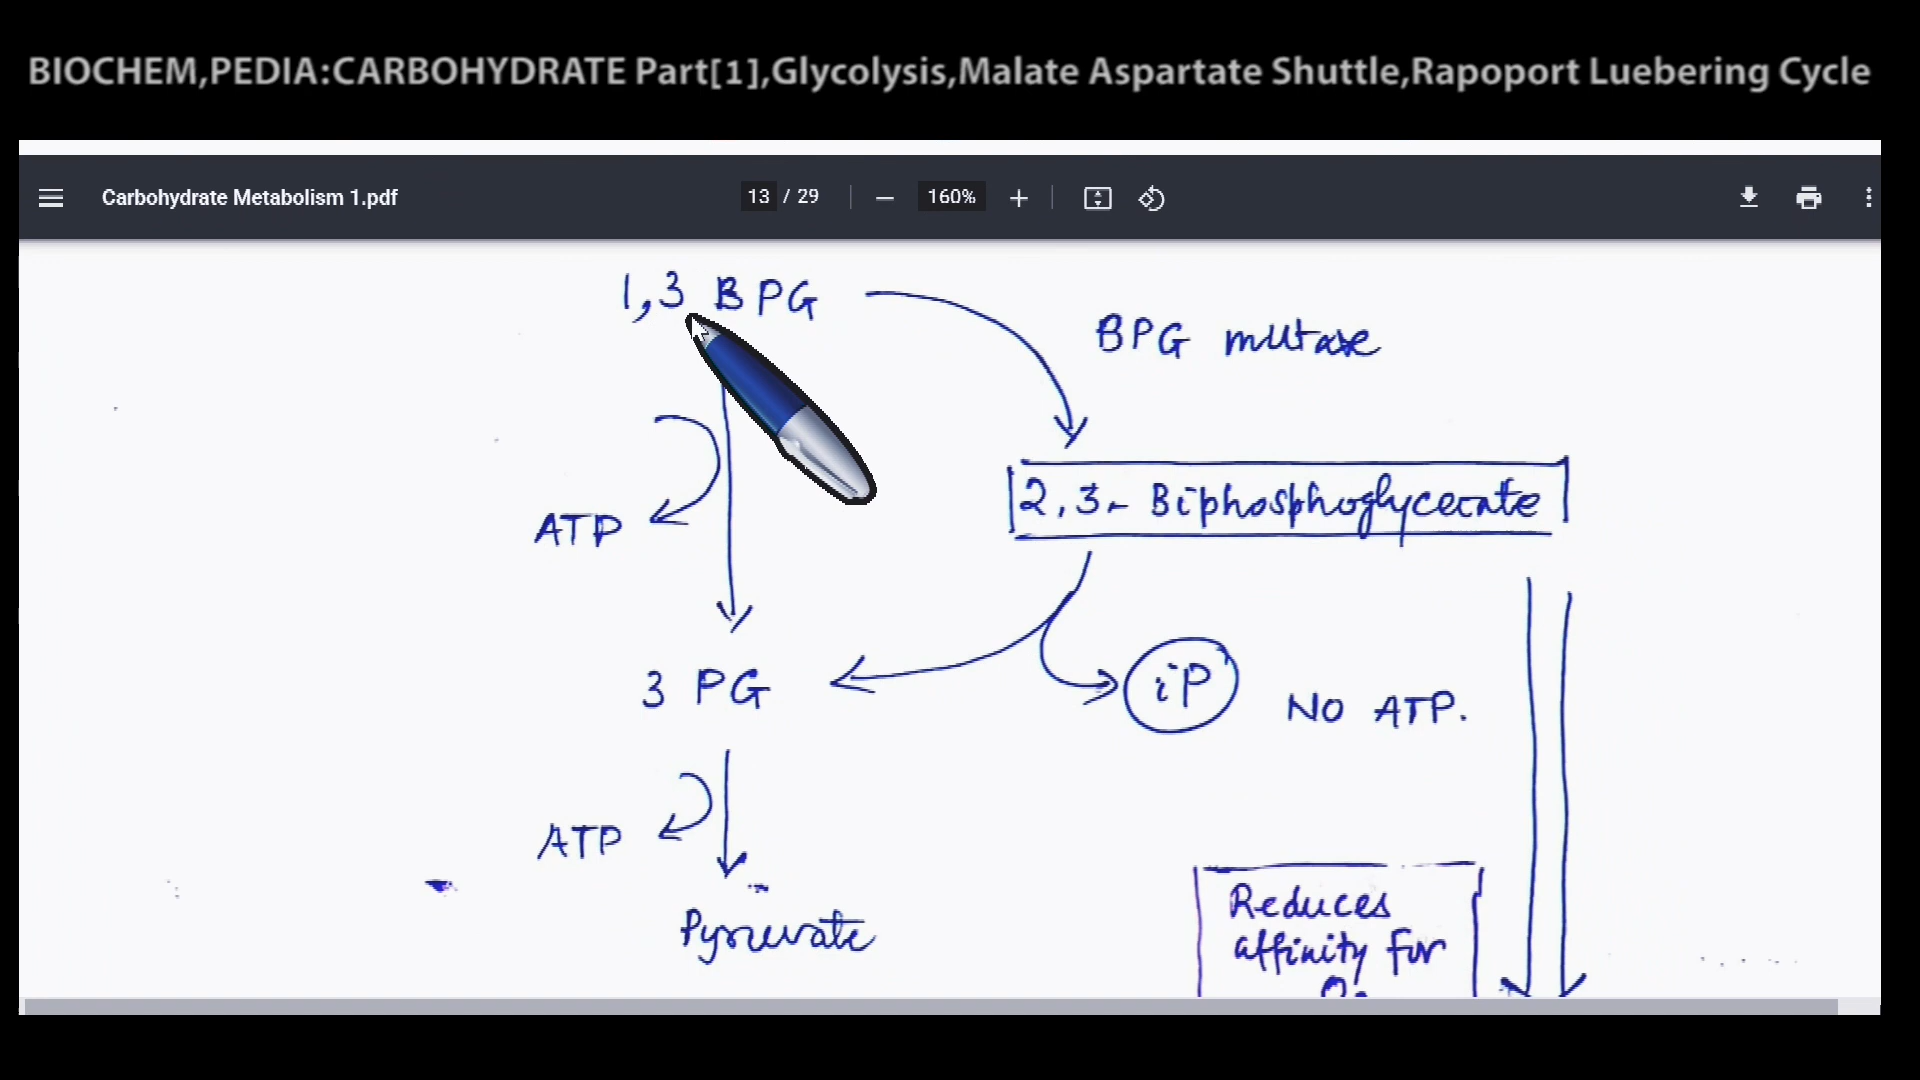 BIOCHEM,PEDIA:CARBOHYDRATE Part[1],Glycolysis,Malate Aspartate Shuttle,Rapoport Luebering Cycle
Carbohydrate Metabolism 1.pdf
13 / 29
160%
1,3 BPG
BPG mutase
ATP
2,3- Biphosphoglycerate
3 PG
iP
NO ATP.
ATP
Pyruvate
Reduces
affinity for